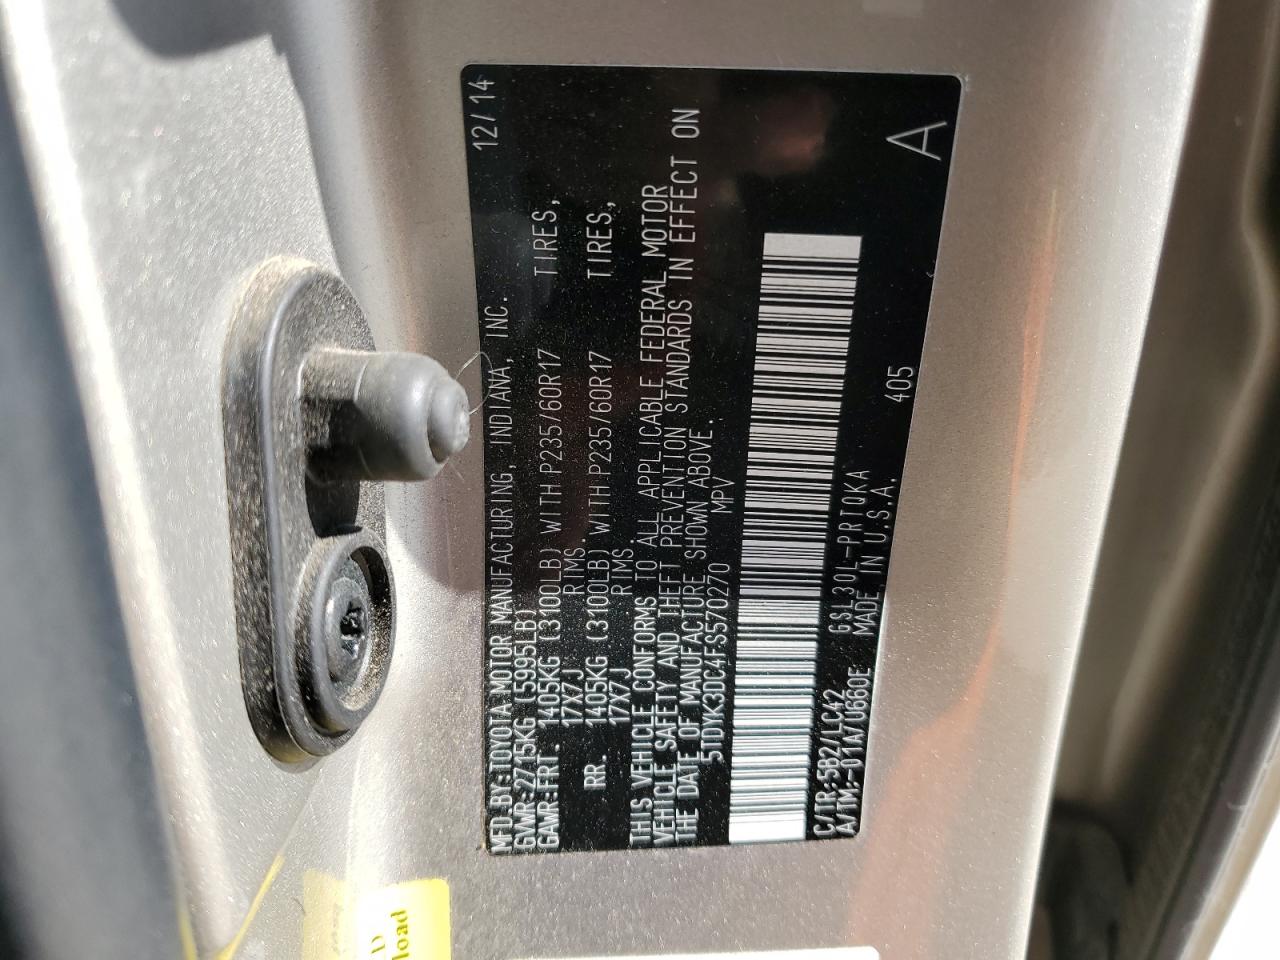 MFD.BY:TOYOTA MOTOR MANUFACTURING, INDIANA, INC. 12/14
GVWR:2715KG (5995LB)
GAWR:FRT. 1405KG (3100LB) WITH P235/60R17 TIRES,
17X7J RIMS.
RR. 1405KG (3100LB) WITH P235/60R17 TIRES,
17X7J RIMS
THIS VEHICLE CONFORMS TO ALL APPLICABLE FEDERAL MOTOR
VEHICLE SAFETY AND THEFT PREVENTION STANDARDS IN EFFECT ON
THE DATE OF MANUFACTURE SHOWN ABOVE.
5TDYK3DC4FS570270 MPV
C/TR:5B2/LC42 GSL30L-PRTQKA 405
A/TM:-01A/U660E MADE IN U.S.A.
A
load